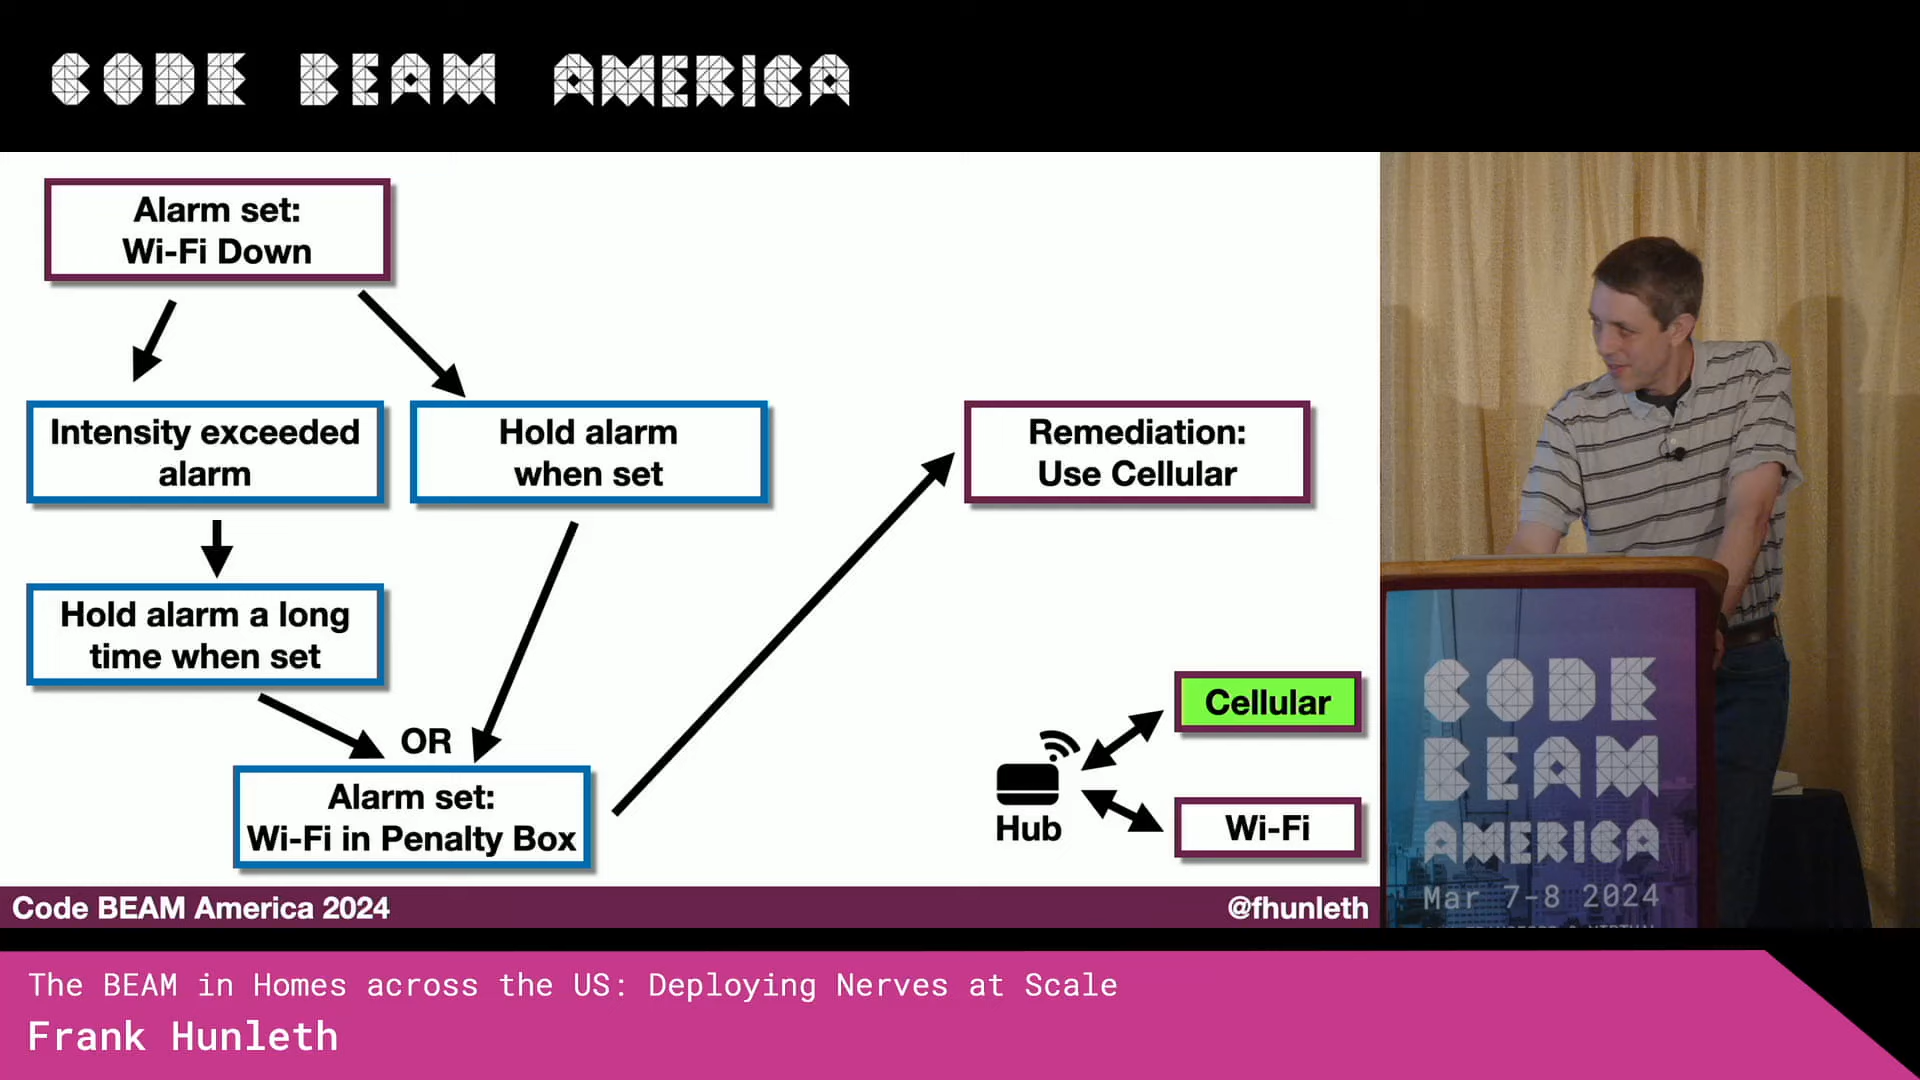 CODE BEAM AMERICA
Alarm set:
Wi-Fi Down
Intensity exceeded
alarm
Hold alarm
when set
Remediation:
Use Cellular
Hold alarm a long
time when set
OR
Alarm set:
Wi-Fi in Penalty Box
Cellular
Hub
Wi-Fi
Code BEAM America 2024
@fhunleth
CODE
BEAM
AMERICA
Mar 7-8 2024
The BEAM in Homes across the US: Deploying Nerves at Scale
Frank Hunleth